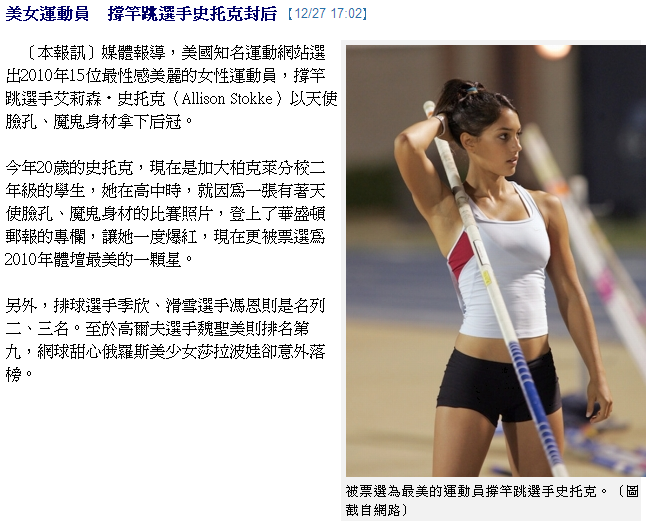 美女運動員　撐竿跳選手史托克封后 【12/27 17:02】
〔本報訊〕媒體報導，美國知名運動網站選
出2010年15位最性感美麗的女性運動員，撐竿
跳選手艾莉森‧史托克（Allison Stokke）以天使
臉孔、魔鬼身材拿下后冠。
今年20歲的史托克，現在是加大柏克萊分校二
年級的學生，她在高中時，就因為一張有著天
使臉孔、魔鬼身材的比賽照片，登上了華盛頓
郵報的專欄，讓她一度爆紅，現在更被票選為
2010年體壇最美的一顆星。
另外，排球選手季欣、滑雪選手馮恩則是名列
二、三名。至於高爾夫選手魏聖美則排名第
九，網球甜心俄羅斯美少女莎拉波娃卻意外落
榜。
被票選為最美的運動員撐竿跳選手史托克。〔圖
截自網路〕